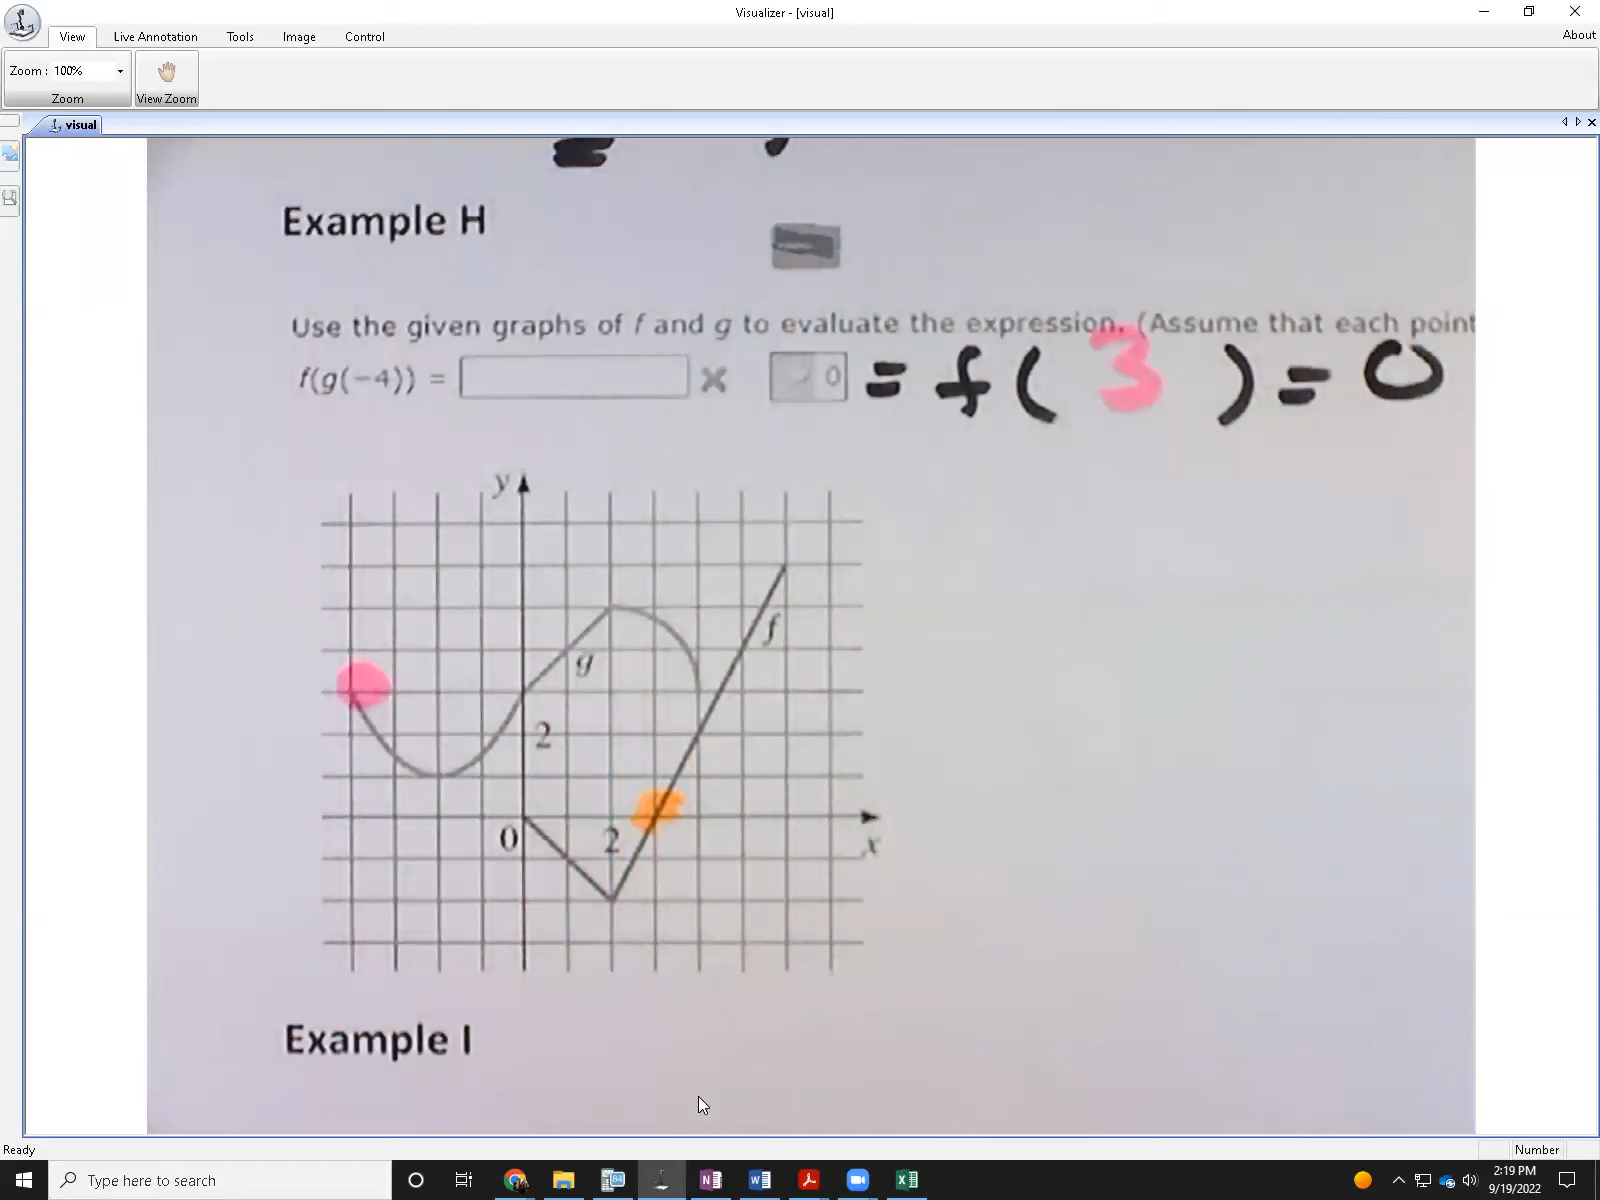 Visualizer - [visual]
View Live Annotation Tools Image Control About
Zoom : 100%
Zoom View Zoom
visual
Example H
Use the given graphs of f and g to evaluate the expression. (Assume that each point
f(g(−4)) = 0 = f( 3 ) = 0
y
f
g
2
0 2 x
Example I
Ready Number
Type here to search
2:19 PM
9/19/2022